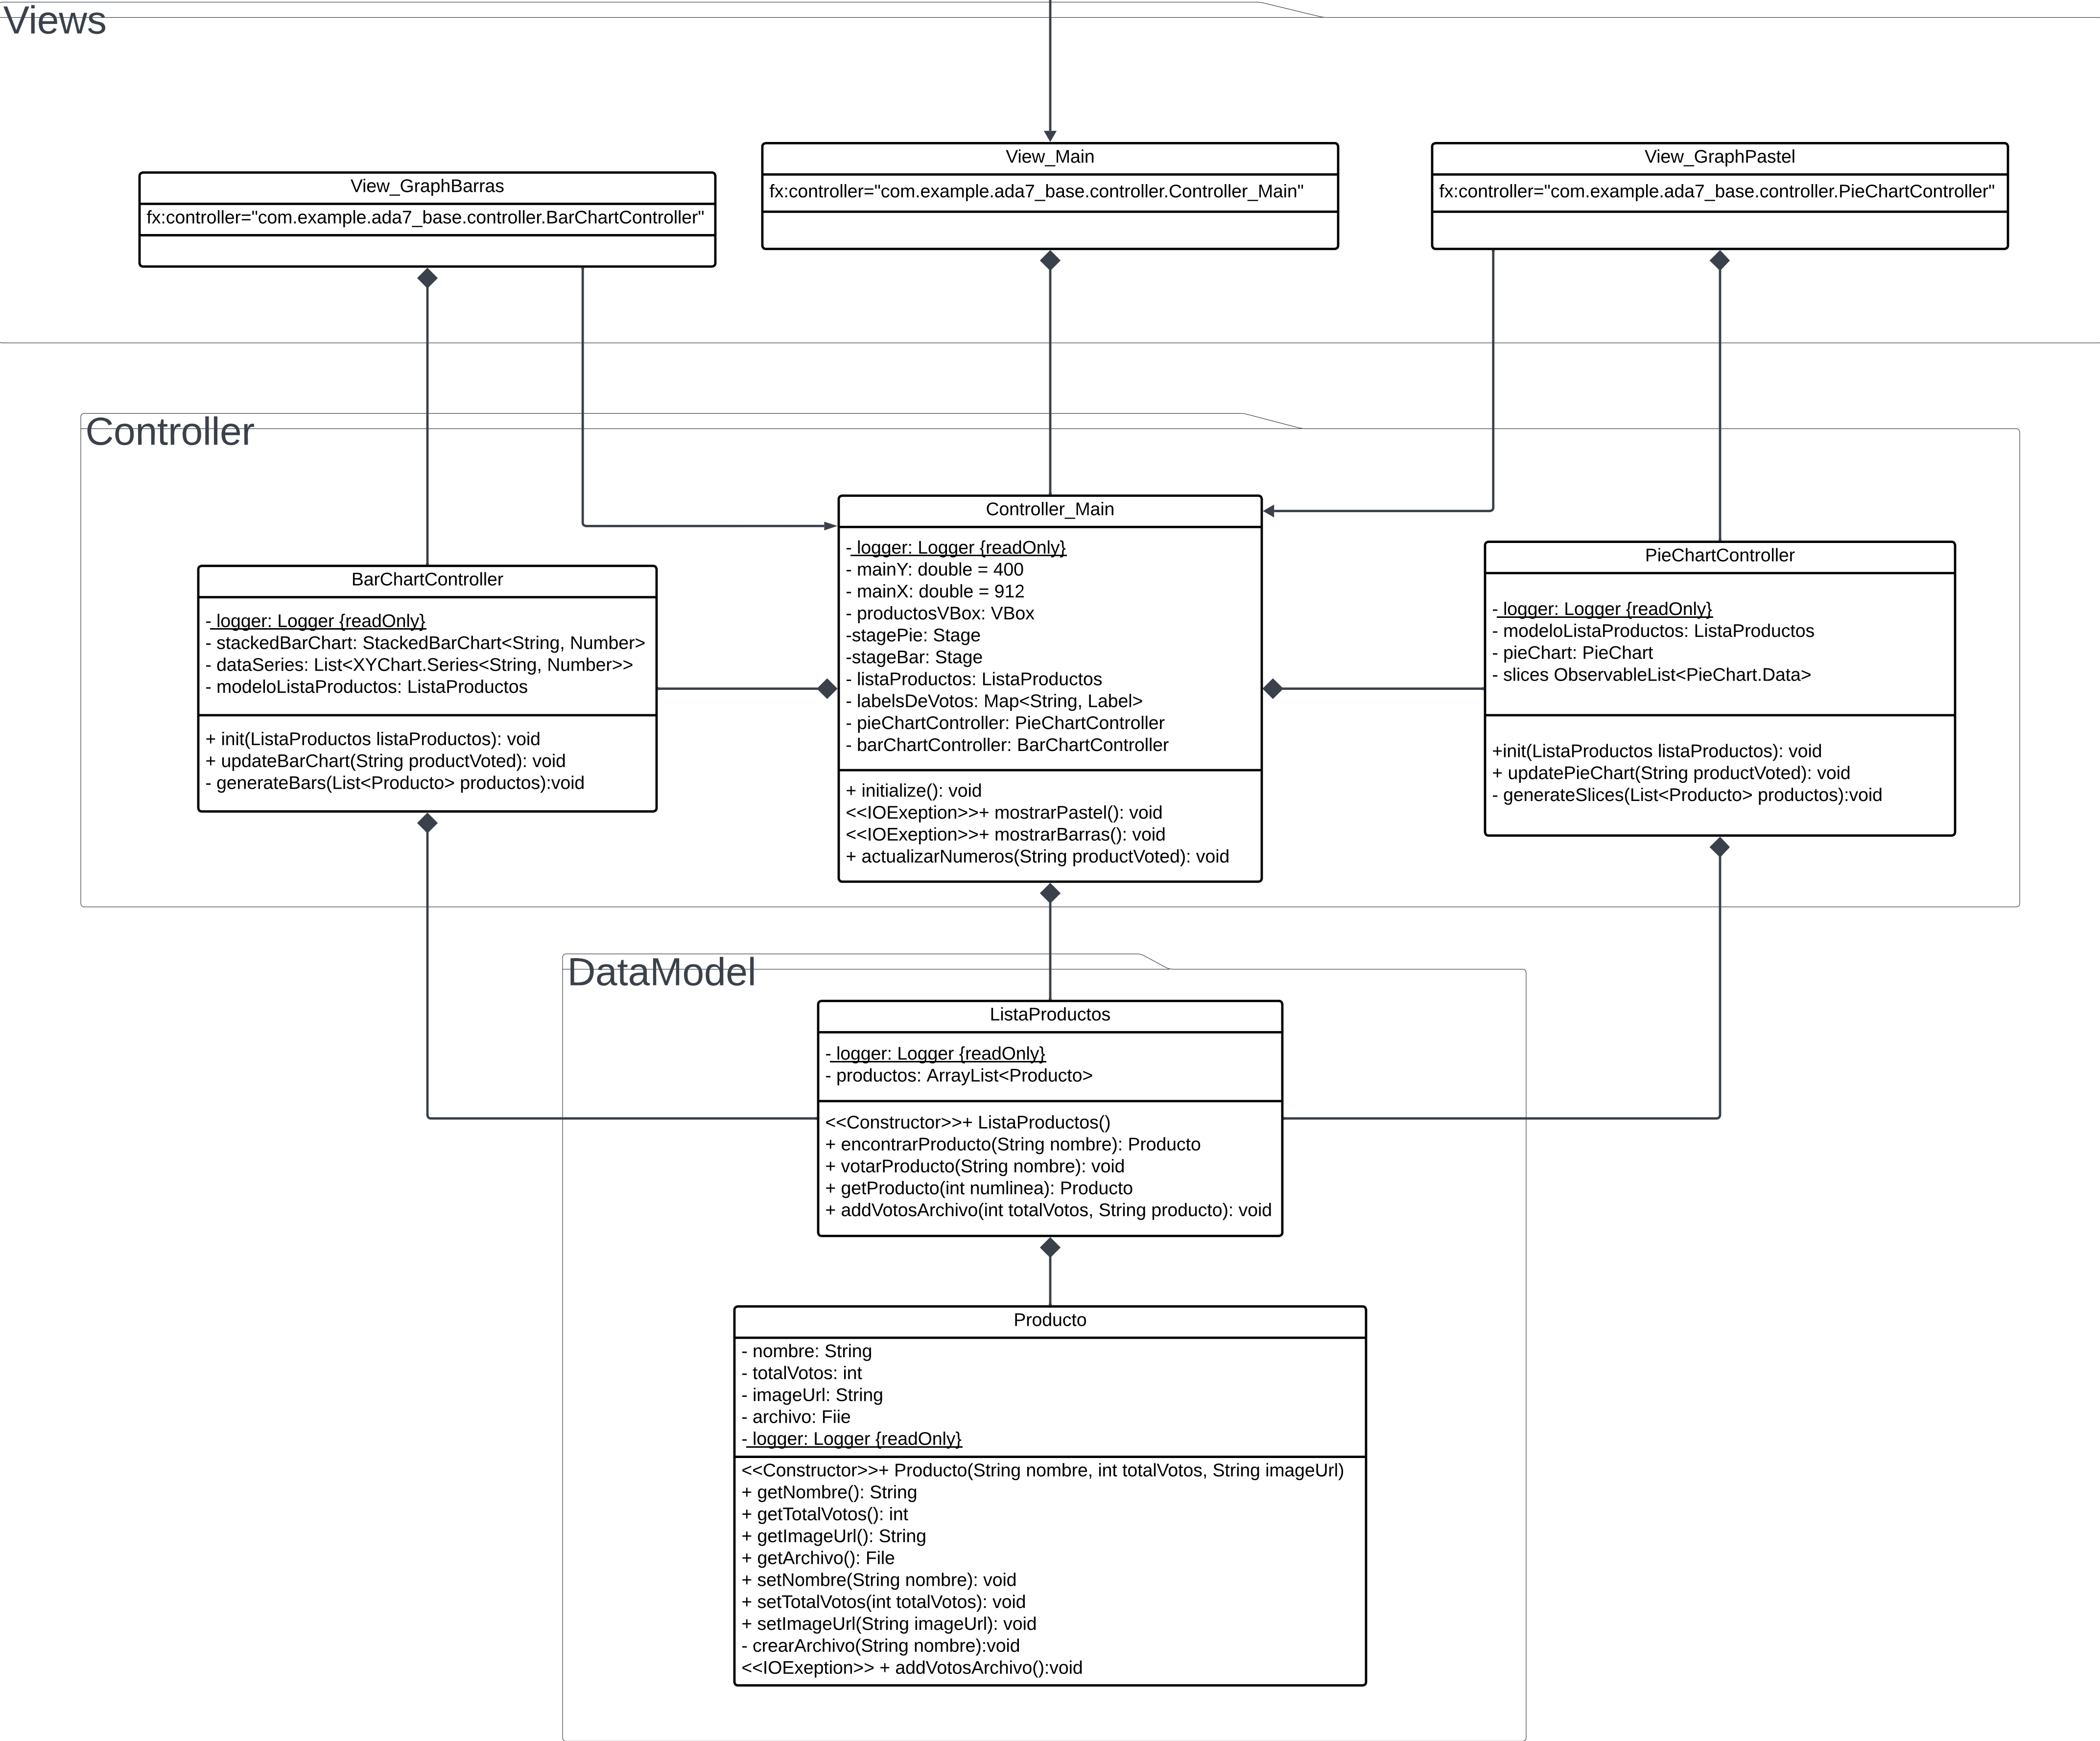 Views
View_GraphBarras
fx:controller="com.example.ada7_base.controller.BarChartController"
View_Main
fx:controller="com.example.ada7_base.controller.Controller_Main"
View_GraphPastel
fx:controller="com.example.ada7_base.controller.PieChartController"
Controller
BarChartController
- logger: Logger {readOnly}
- stackedBarChart: StackedBarChart<String, Number>
- dataSeries: List<XYChart.Series<String, Number>>
- modeloListaProductos: ListaProductos
+ init(ListaProductos listaProductos): void
+ updateBarChart(String productVoted): void
- generateBars(List<Producto> productos):void
Controller_Main
- logger: Logger {readOnly}
- mainY: double = 400
- mainX: double = 912
- productosVBox: VBox
-stagePie: Stage
-stageBar: Stage
- listaProductos: ListaProductos
- labelsDeVotos: Map<String, Label>
- pieChartController: PieChartController
- barChartController: BarChartController
+ initialize(): void
<<IOExeption>>+ mostrarPastel(): void
<<IOExeption>>+ mostrarBarras(): void
+ actualizarNumeros(String productVoted): void
PieChartController
- logger: Logger {readOnly}
- modeloListaProductos: ListaProductos
- pieChart: PieChart
- slices ObservableList<PieChart.Data>
+init(ListaProductos listaProductos): void
+ updatePieChart(String productVoted): void
- generateSlices(List<Producto> productos):void
DataModel
ListaProductos
- logger: Logger {readOnly}
- productos: ArrayList<Producto>
<<Constructor>>+ ListaProductos()
+ encontrarProducto(String nombre): Producto
+ votarProducto(String nombre): void
+ getProducto(int numlinea): Producto
+ addVotosArchivo(int totalVotos, String producto): void
Producto
- nombre: String
- totalVotos: int
- imageUrl: String
- archivo: Fiie
- logger: Logger {readOnly}
<<Constructor>>+ Producto(String nombre, int totalVotos, String imageUrl)
+ getNombre(): String
+ getTotalVotos(): int
+ getImageUrl(): String
+ getArchivo(): File
+ setNombre(String nombre): void
+ setTotalVotos(int totalVotos): void
+ setImageUrl(String imageUrl): void
- crearArchivo(String nombre):void
<<IOExeption>> + addVotosArchivo():void